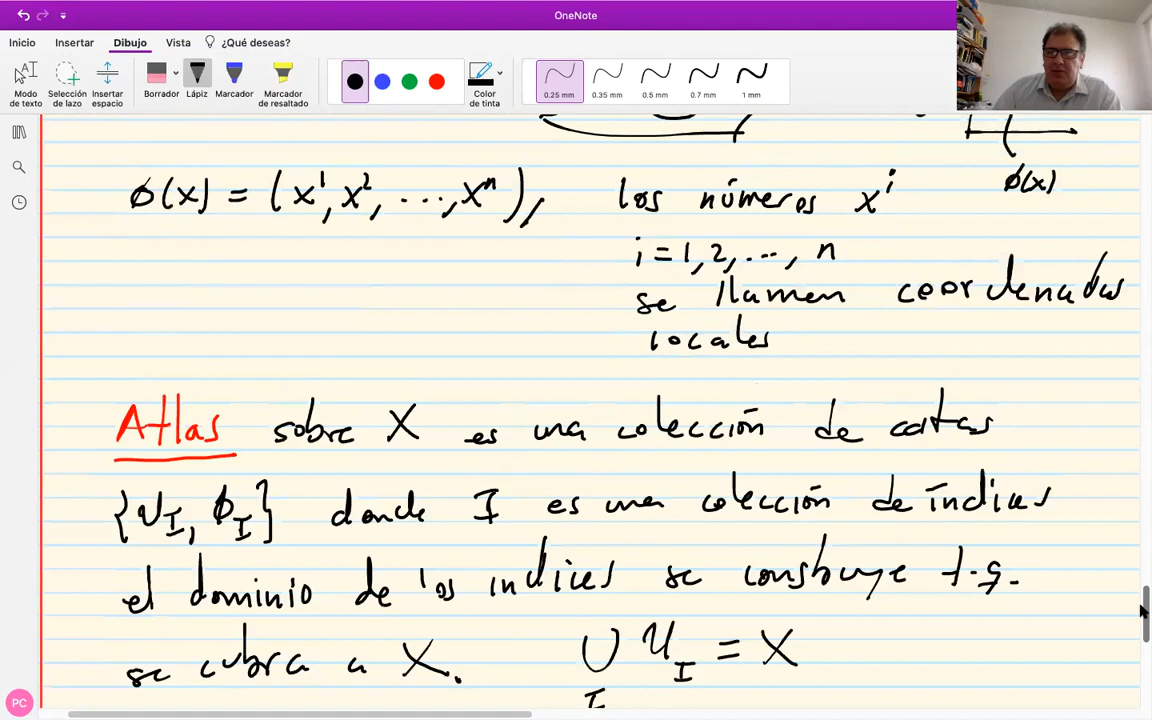 OneNote
Inicio Insertar Dibujo Vista ¿Qué deseas?
Modo de texto
Selección de lazo
Insertar espacio
Borrador
Lápiz
Marcador
Marcador de resaltado
Color de tinta
0.25 mm 0.35 mm 0.5 mm 0.7 mm 1 mm
ϕ(x)
ϕ(x) = (x¹, x², ..., xⁿ), los números xⁱ
i = 1, 2, ..., n
se llaman coordenadas
locales
Atlas sobre X es una colección de cartas
{U_I, ϕ_I} donde I es una colección de índices
el dominio de los indices se construye t.q.
se cubra a X. ∪ U_I = X
I
PC